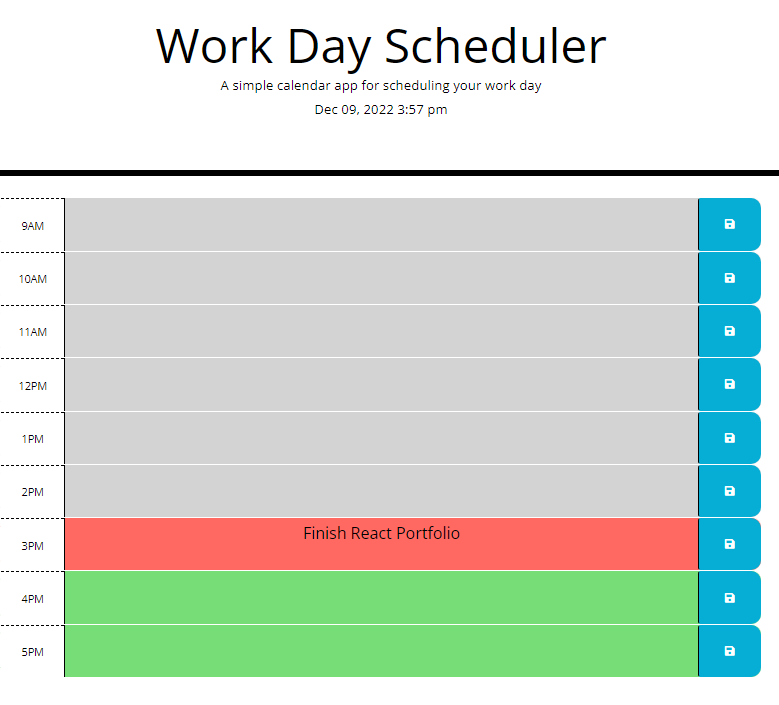 Work Day Scheduler
A simple calendar app for scheduling your work day
Dec 09, 2022 3:57 pm
9AM
10AM
11AM
12PM
1PM
2PM
3PM Finish React Portfolio
4PM
5PM